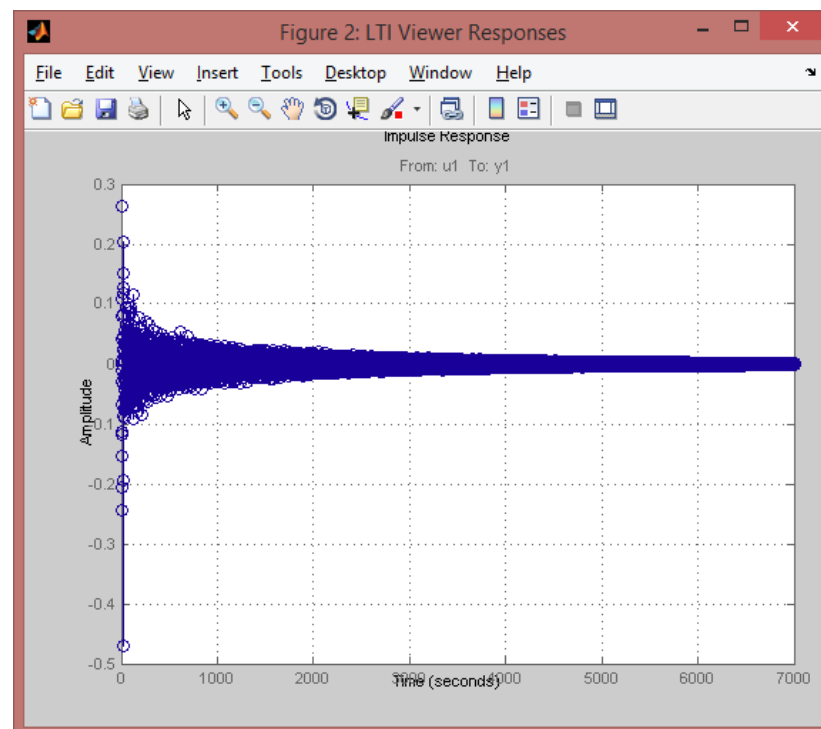 Figure 2: LTI Viewer Responses
File Edit View Insert Tools Desktop Window Help
Impulse Response
From: u1 To: y1
0.3
0.2
0.1
0
-0.1
-0.2
-0.3
-0.4
-0.5
Amplitude
0 1000 2000 3000 4000 5000 6000 7000
Time (seconds)